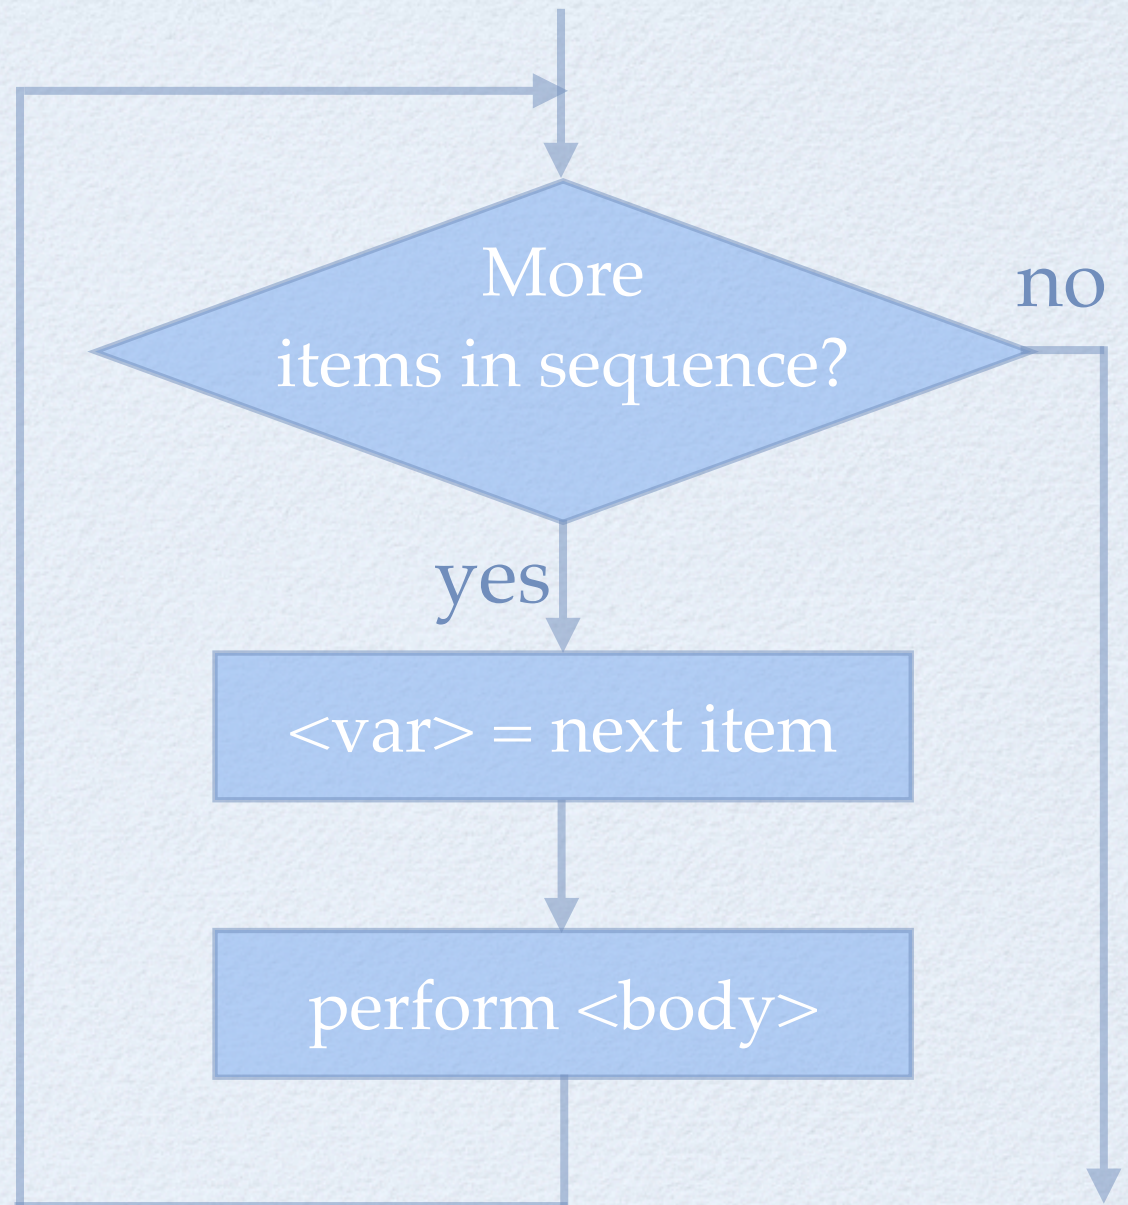 More
items in sequence?
no
yes
<var> = next item
perform <body>